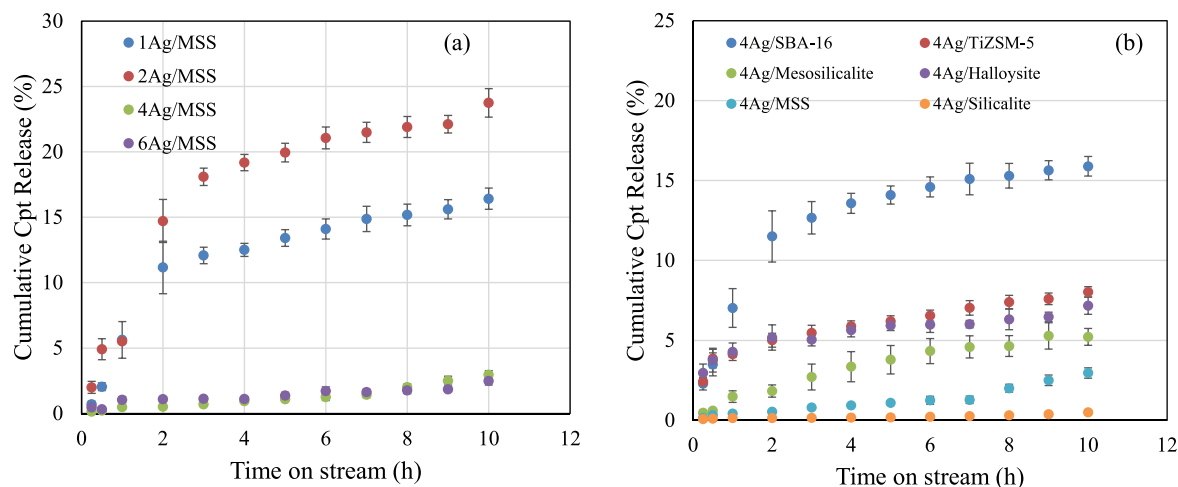 (a)
1Ag/MSS
2Ag/MSS
4Ag/MSS
6Ag/MSS
Cumulative Cpt Release (%)
30
25
20
15
10
5
0
0 2 4 6 8 10 12
Time on stream (h)
(b)
4Ag/SBA-16 4Ag/TiZSM-5
4Ag/Mesosilicalite 4Ag/Halloysite
4Ag/MSS 4Ag/Silicalite
Cumulative Cpt Release (%)
25
20
15
10
5
0
0 2 4 6 8 10 12
Time on stream (h)